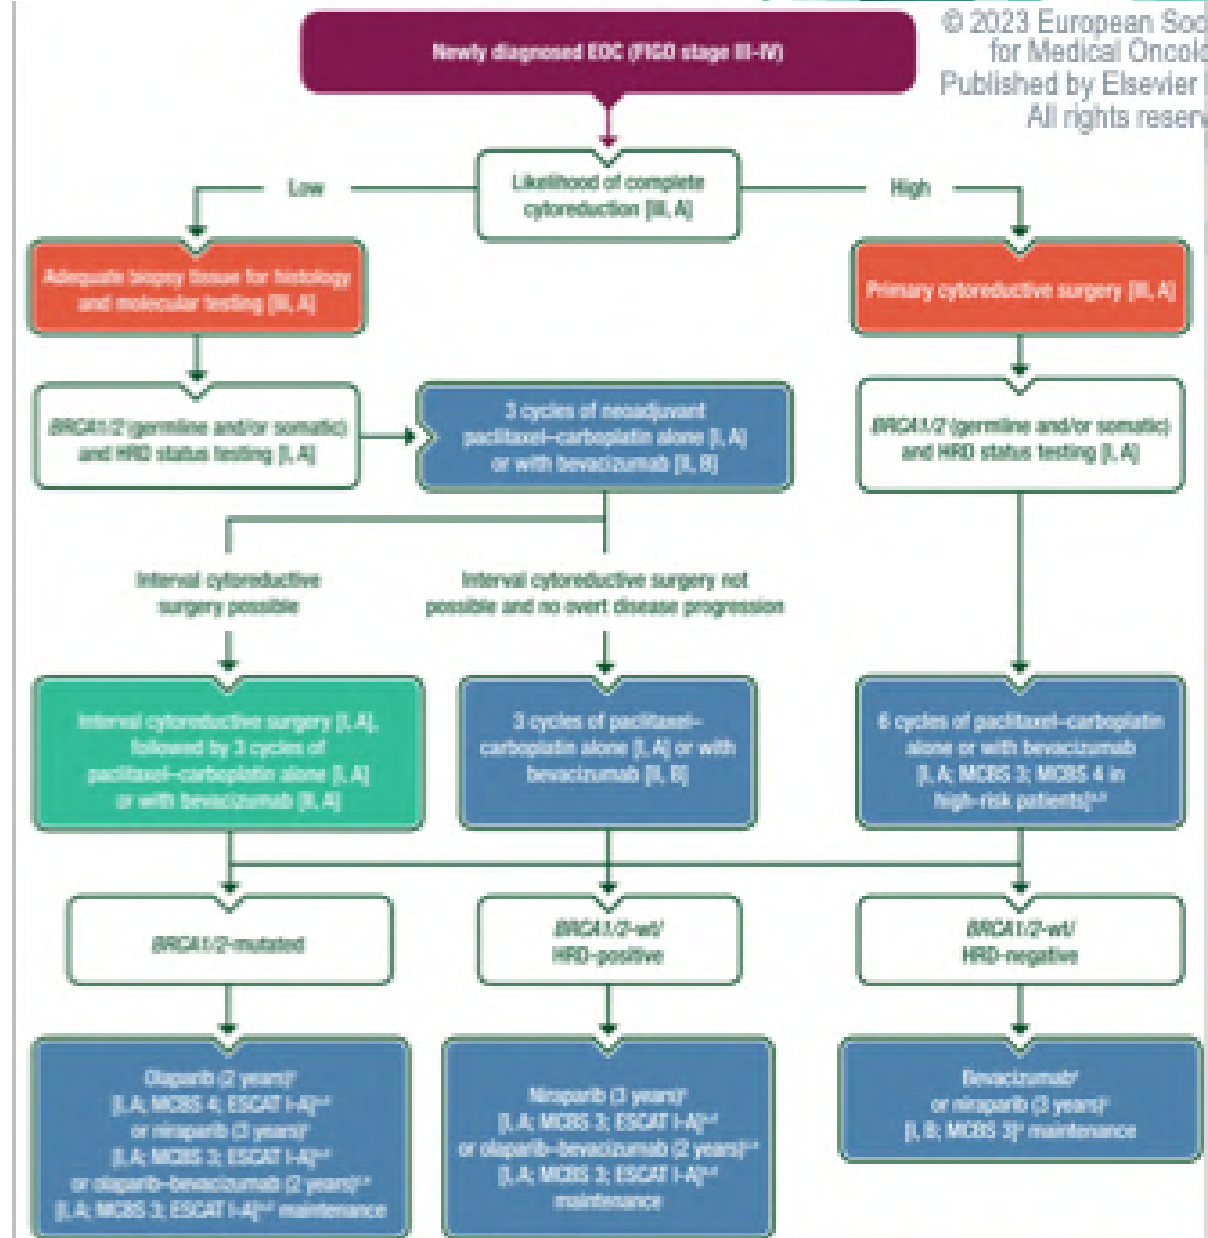 © 2023 European Soc
for Medical Oncolo
Published by Elsevier
All rights reserv
Newly diagnosed EOC (FIGO stage III-IV)
Likelihood of complete
cytoreduction [III, A]
Low
High
Adequate biopsy tissue for histology
and molecular testing [III, A]
Primary cytoreductive surgery [III, A]
BRCA1/2 (germline and/or somatic)
and HRD status testing [I, A]
3 cycles of neoadjuvant
paclitaxel–carboplatin alone [I, A]
or with bevacizumab [II, B]
BRCA1/2 (germline and/or somatic)
and HRD status testing [I, A]
Interval cytoreductive
surgery possible
Interval cytoreductive surgery not
possible and no overt disease progression
Interval cytoreductive surgery [I, A],
followed by 3 cycles of
paclitaxel–carboplatin alone [I, A]
or with bevacizumab [II, A]
3 cycles of paclitaxel–
carboplatin alone [I, A] or with
bevacizumab [II, B]
6 cycles of paclitaxel–carboplatin
alone or with bevacizumab
[I, A; MCBS 3; MCBS 4 in
high-risk patients]
BRCA1/2-mutated
BRCA1/2-wt/
HRD-positive
BRCA1/2-wt/
HRD-negative
Olaparib (2 years)
[I, A; MCBS 4; ESCAT I-A]
or niraparib (3 years)
[I, A; MCBS 3; ESCAT I-A]
or olaparib–bevacizumab (2 years)
[I, A; MCBS 3; ESCAT I-A] maintenance
Niraparib (3 years)
[I, A; MCBS 3; ESCAT I-A]
or olaparib–bevacizumab (2 years)
[I, A; MCBS 3; ESCAT I-A]
maintenance
Bevacizumab
or niraparib (3 years)
[I, B; MCBS 3] maintenance